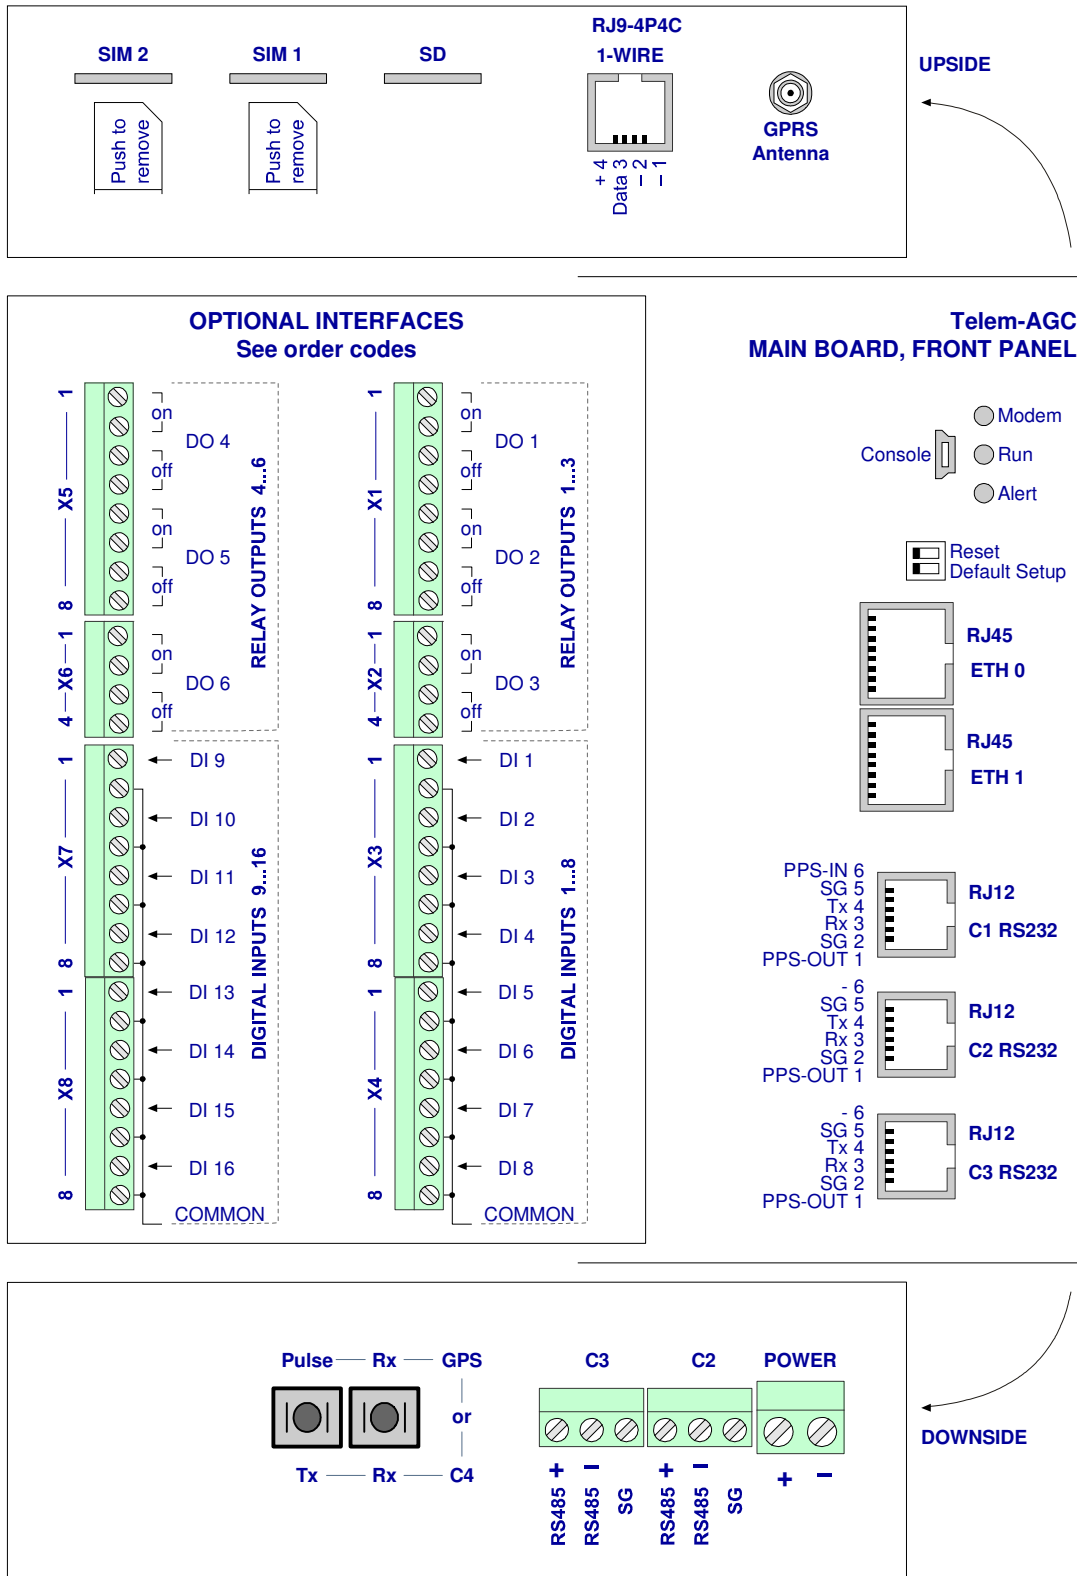 RJ9-4P4C
SIM 2
SIM 1
SD
1-WIRE
UPSIDE
Push to
remove
Push to
remove
GPRS
Antenna
+ 4
Data 3
– 2
– 1
OPTIONAL INTERFACES
See order codes
Telem-AGC
MAIN BOARD, FRONT PANEL
1
X5
8
on
DO 4
off
on
DO 5
off
1
X6
4
on
DO 6
off
RELAY OUTPUTS 4...6
1
X7
8
DI 9
DI 10
DI 11
DI 12
1
X8
8
DI 13
DI 14
DI 15
DI 16
COMMON
DIGITAL INPUTS 9...16
1
X1
8
on
DO 1
off
on
DO 2
off
1
X2
4
on
DO 3
off
RELAY OUTPUTS 1...3
1
X3
8
DI 1
DI 2
DI 3
DI 4
1
X4
8
DI 5
DI 6
DI 7
DI 8
COMMON
DIGITAL INPUTS 1...8
Modem
Console
Run
Alert
Reset
Default Setup
RJ45
ETH 0
RJ45
ETH 1
PPS-IN 6
SG 5
Tx 4
Rx 3
SG 2
PPS-OUT 1
RJ12
C1 RS232
- 6
SG 5
Tx 4
Rx 3
SG 2
PPS-OUT 1
RJ12
C2 RS232
- 6
SG 5
Tx 4
Rx 3
SG 2
PPS-OUT 1
RJ12
C3 RS232
Pulse Rx GPS
or
Tx Rx C4
C3
C2
POWER
DOWNSIDE
RS485 +
RS485 –
SG
RS485 +
RS485 –
SG
+
–